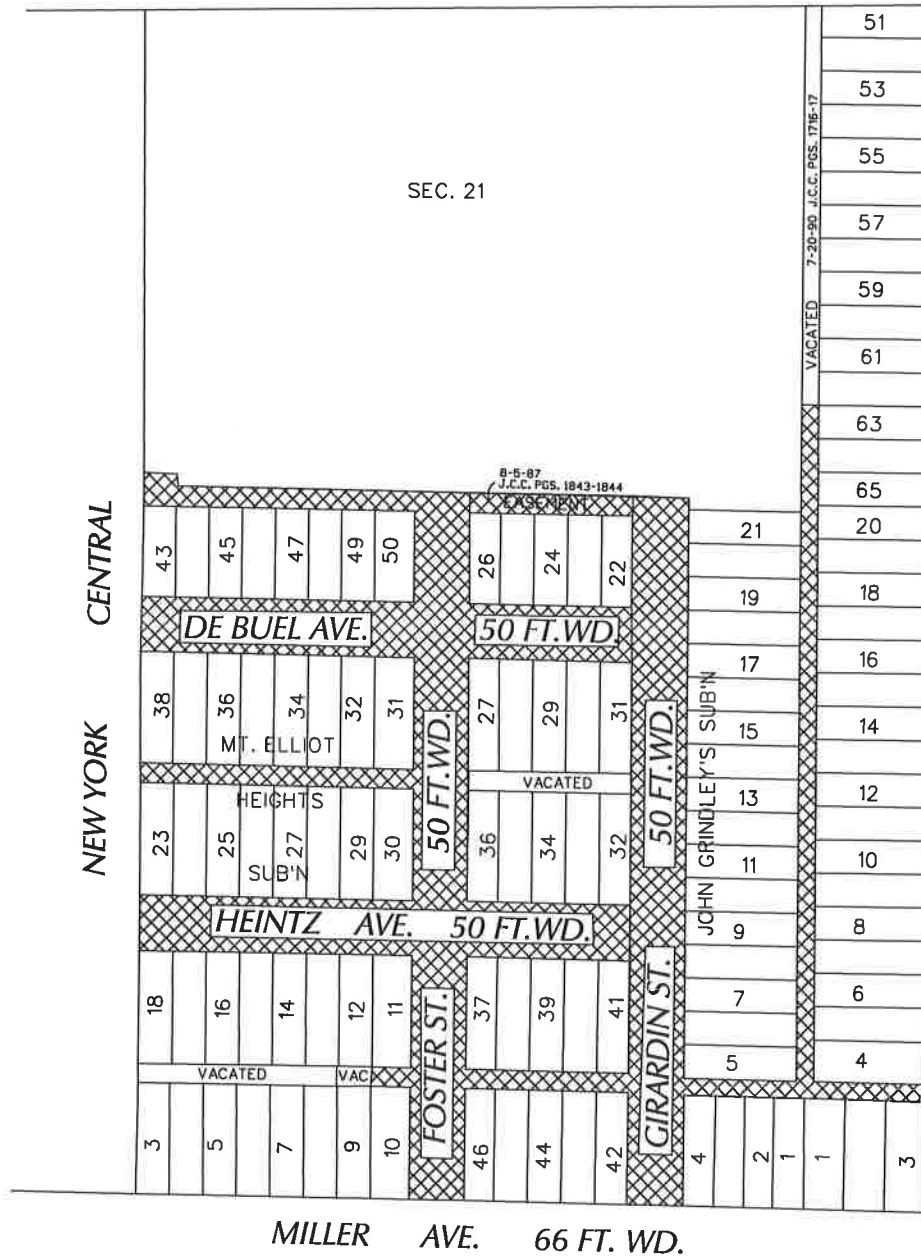 51
53
55
57
59
61
63
65
VACATED 7-20-90 J.C.C. PGS. 1716-17
SEC. 21
8-5-87
J.C.C. PGS. 1843-1844
EASEMENT
NEW YORK CENTRAL
43 45 47 49 50 26 24 22
21 20
19 18
17 16
15 14
13 12
11 10
9 8
7 6
5 4
DE BUEL AVE. 50 FT.WD.
38 36 34 32 31 27 29 31
MT. ELLIOT
HEIGHTS
SUB'N
VACATED
50 FT.WD.
50 FT.WD.
JOHN GRINDLEY'S SUB'N
23 25 27 29 30 36 34 32
HEINTZ AVE. 50 FT.WD.
18 16 14 12 11 37 39 41
VACATED VAC
FOSTER ST.
GIRARDIN ST.
3 5 7 9 10 46 44 42 4 2 1 1 3
MILLER AVE. 66 FT. WD.